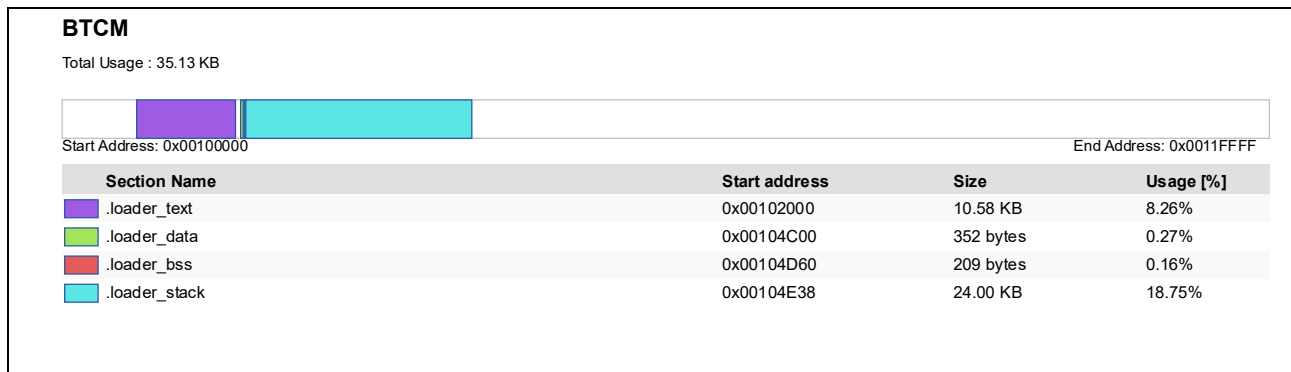 BTCM
Total Usage : 35.13 KB
Start Address: 0x00100000 End Address: 0x0011FFFF
Section Name Start address Size Usage [%]
.loader_text 0x00102000 10.58 KB 8.26%
.loader_data 0x00104C00 352 bytes 0.27%
.loader_bss 0x00104D60 209 bytes 0.16%
.loader_stack 0x00104E38 24.00 KB 18.75%